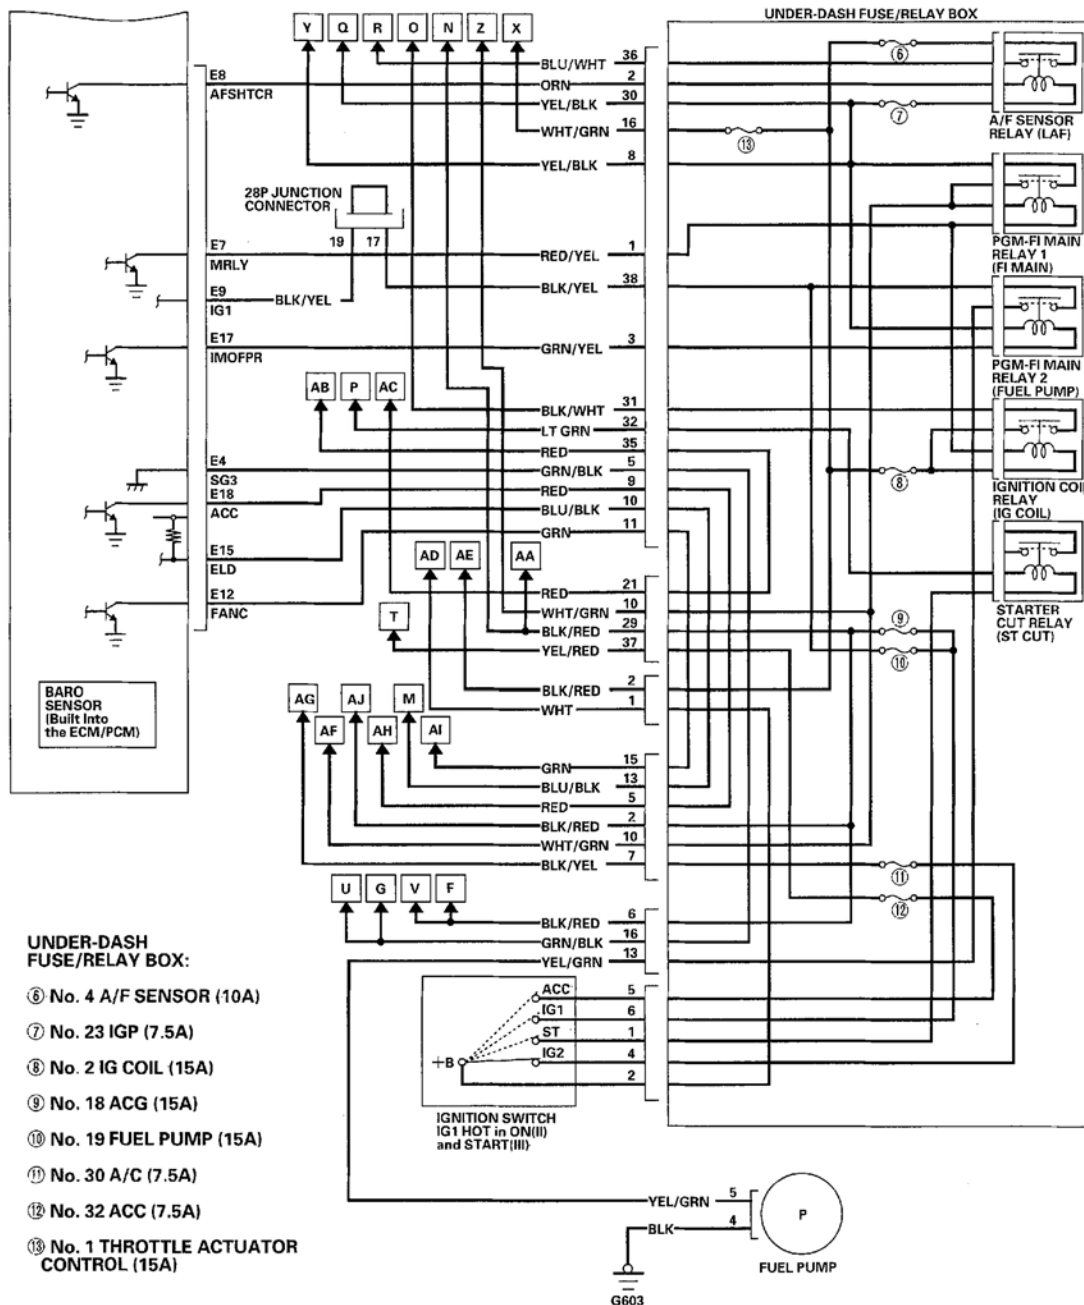 UNDER-DASH FUSE/RELAY BOX
Y Q R O N Z X
BLU/WHT 36
E8
AFSHTCR
ORN 2
YEL/BLK 30
WHT/GRN 16
YEL/BLK 8
6
7
13
A/F SENSOR
RELAY (LAF)
28P JUNCTION
CONNECTOR
19 17
E7
MRLY
RED/YEL 1
PGM-FI MAIN
RELAY 1
(FI MAIN)
BLK/YEL 38
E9
IG1
BLK/YEL
E17
IMOFPR
GRN/YEL 3
PGM-FI MAIN
RELAY 2
(FUEL PUMP)
AB P AC
BLK/WHT 31
LT GRN 32
RED 35
E4
SG3
GRN/BLK 5
8
IGNITION COIL
RELAY
(IG COIL)
E18
ACC
RED 9
BLU/BLK 10
GRN 11
E15
ELD
AD AE AA
E12
FANC
RED 21
WHT/GRN 10
BLK/RED 29
YEL/RED 37
T
9
10
STARTER
CUT RELAY
(ST CUT)
BLK/RED 2
WHT 1
BARO
SENSOR
(Built Into
the ECM/PCM)
AG AJ M
AF AH AI
GRN 15
BLU/BLK 13
RED 5
BLK/RED 2
WHT/GRN 10
BLK/YEL 7
11
12
U G V F
BLK/RED 6
GRN/BLK 16
YEL/GRN 13
ACC 5
IG1 6
ST 1
+B
IG2 4
2
IGNITION SWITCH
IG1 HOT in ON(II)
and START(III)
UNDER-DASH
FUSE/RELAY BOX:
⑥ No. 4 A/F SENSOR (10A)
⑦ No. 23 IGP (7.5A)
⑧ No. 2 IG COIL (15A)
⑨ No. 18 ACG (15A)
⑩ No. 19 FUEL PUMP (15A)
⑪ No. 30 A/C (7.5A)
⑫ No. 32 ACC (7.5A)
⑬ No. 1 THROTTLE ACTUATOR
CONTROL (15A)
YEL/GRN 5
BLK 4
P
FUEL PUMP
G603